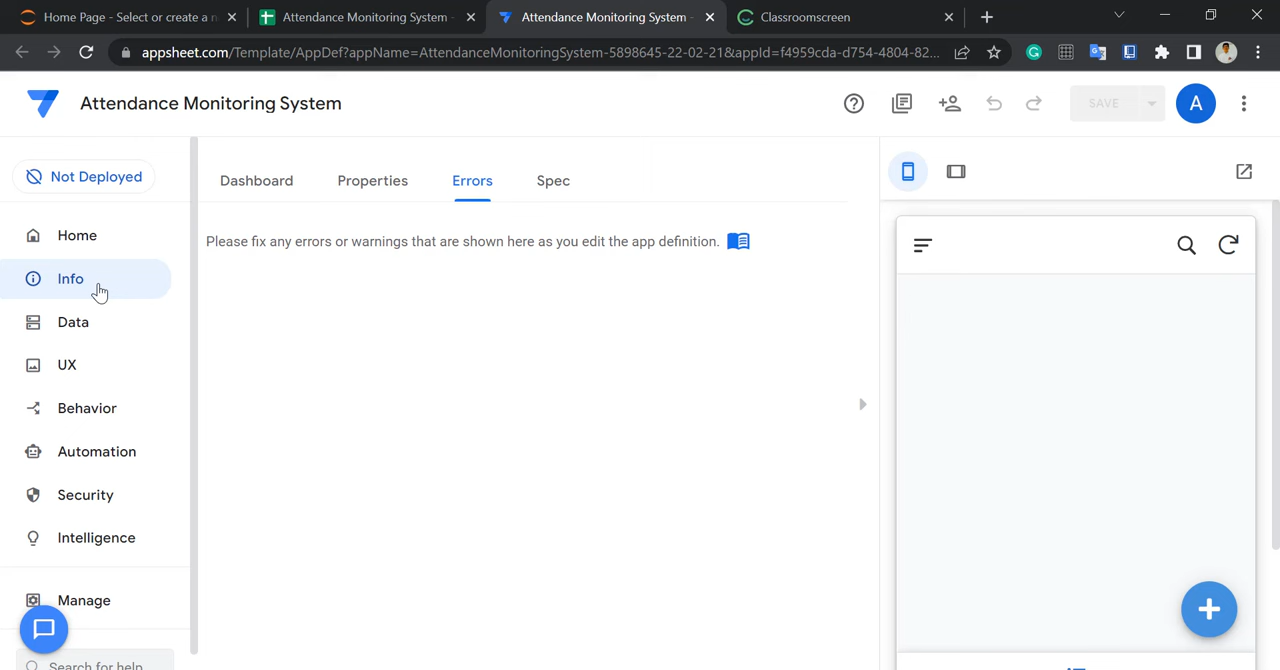 Home Page - Select or create a n
Attendance Monitoring System -
Attendance Monitoring System -
Classroomscreen
appsheet.com/Template/AppDef?appName=AttendanceMonitoringSystem-5898645-22-02-21&appId=f4959cda-d754-4804-82...
Attendance Monitoring System
SAVE
A
Not Deployed
Dashboard
Properties
Errors
Spec
Please fix any errors or warnings that are shown here as you edit the app definition.
Home
Info
Data
UX
Behavior
Automation
Security
Intelligence
Manage
Search for help